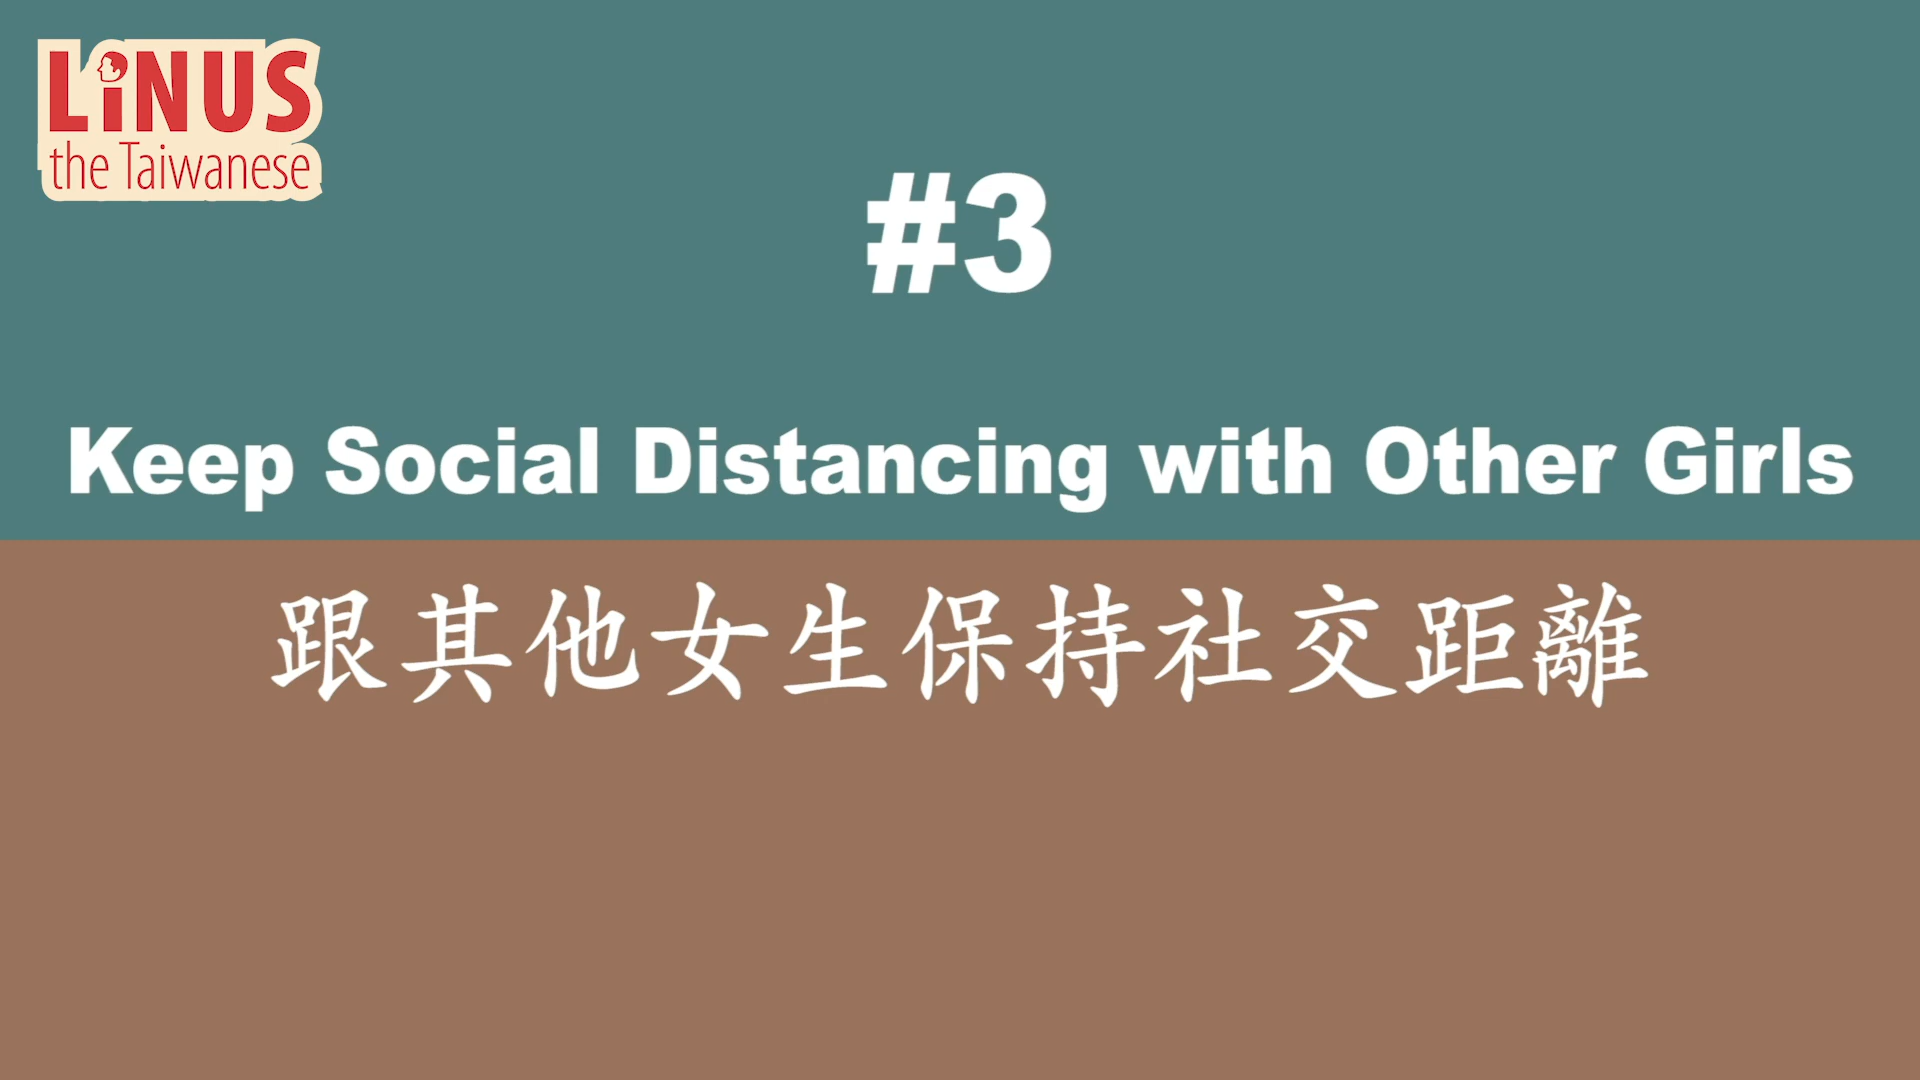 LiNUS
the Taiwanese
#3
Keep Social Distancing with Other Girls
跟其他女生保持社交距離